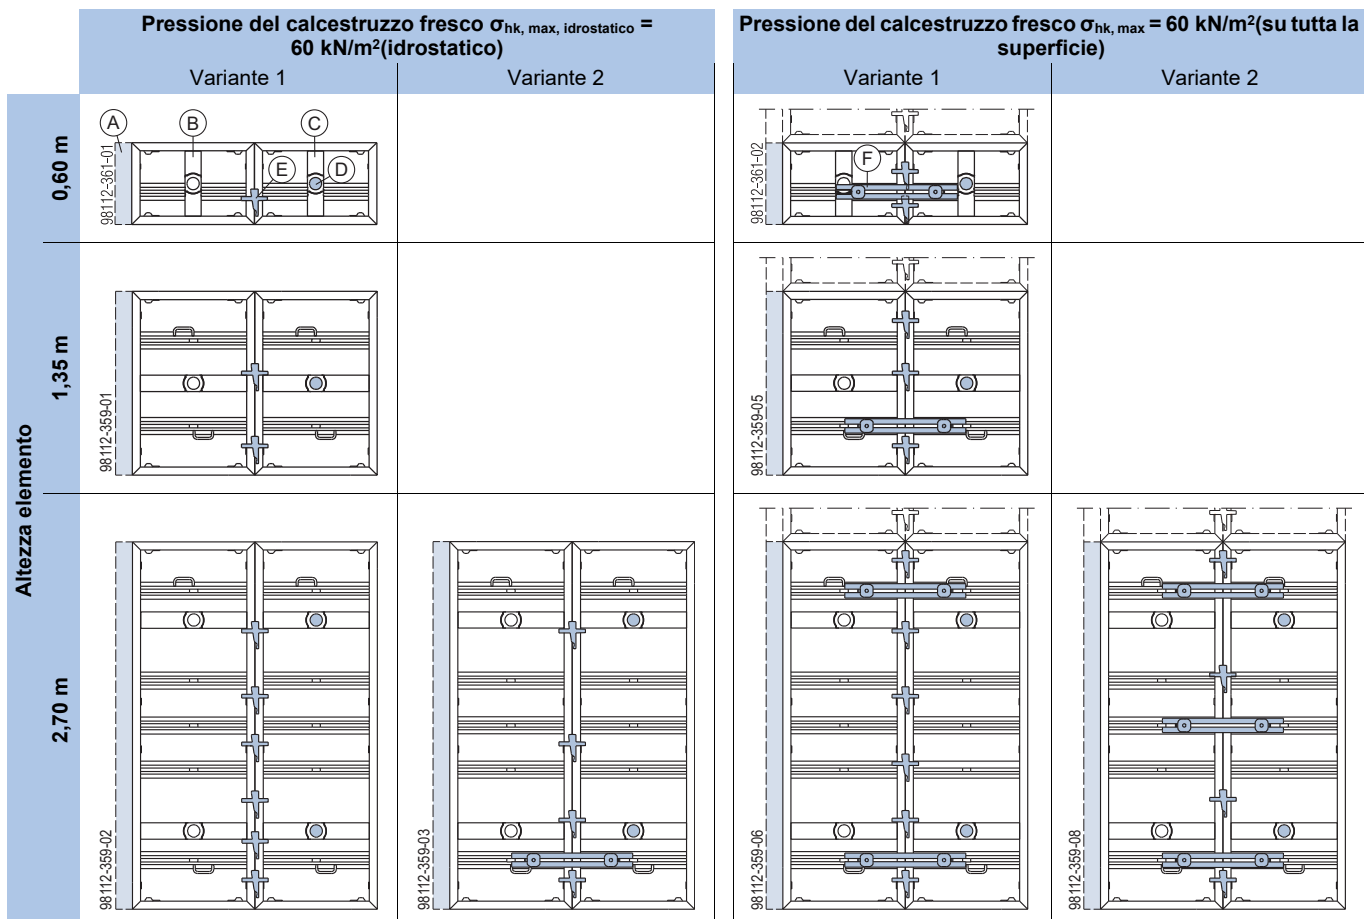 Pressione del calcestruzzo fresco σhk, max, idrostatico =
60 kN/m²(idrostatico)
Pressione del calcestruzzo fresco σhk, max = 60 kN/m²(su tutta la
superficie)
Variante 1
Variante 2
Variante 1
Variante 2
Altezza elemento
0,60 m
A
B
C
D
E
98112-361-01
F
98112-361-02
1,35 m
98112-359-01
98112-359-05
2,70 m
98112-359-02
98112-359-03
98112-359-06
98112-359-08